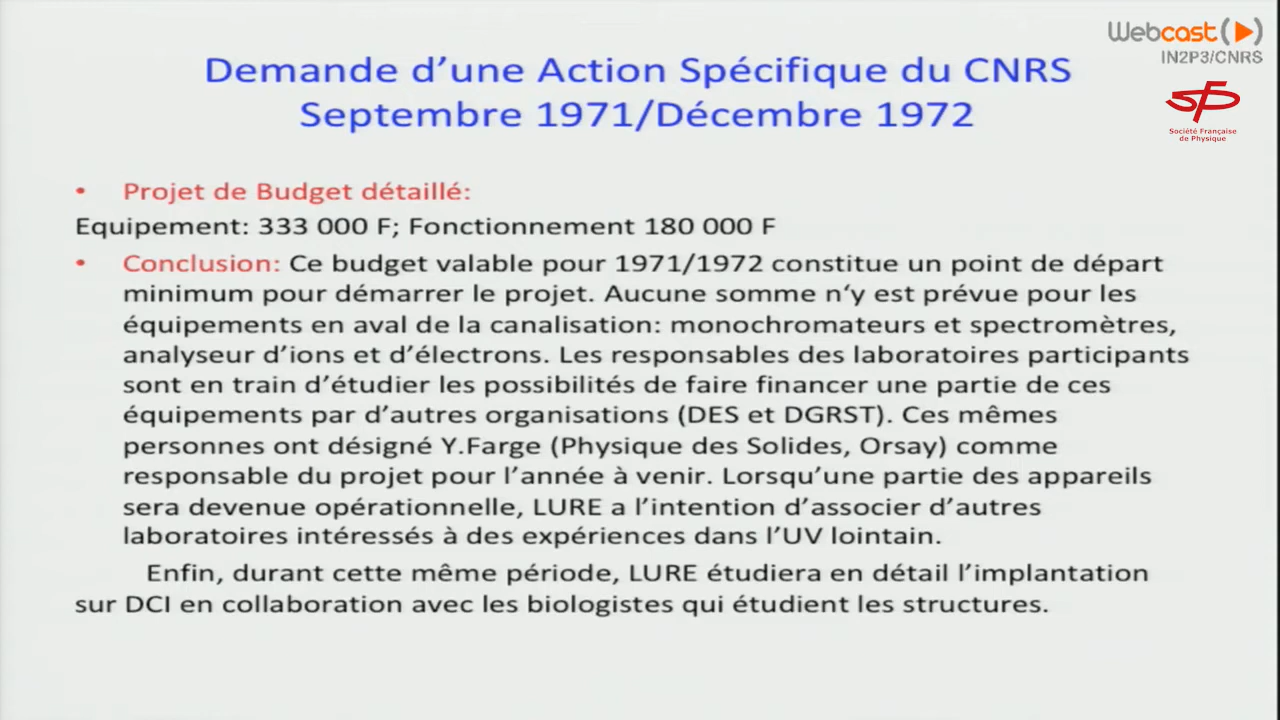 Webcast
IN2P3/CNRS
SFP
Société Française
de Physique
Demande d’une Action Spécifique du CNRS
Septembre 1971/Décembre 1972
• Projet de Budget détaillé:
Equipement: 333 000 F; Fonctionnement 180 000 F
• Conclusion: Ce budget valable pour 1971/1972 constitue un point de départ
minimum pour démarrer le projet. Aucune somme n‘y est prévue pour les
équipements en aval de la canalisation: monochromateurs et spectromètres,
analyseur d’ions et d’électrons. Les responsables des laboratoires participants
sont en train d’étudier les possibilités de faire financer une partie de ces
équipements par d’autres organisations (DES et DGRST). Ces mêmes
personnes ont désigné Y.Farge (Physique des Solides, Orsay) comme
responsable du projet pour l’année à venir. Lorsqu’une partie des appareils
sera devenue opérationnelle, LURE a l’intention d’associer d’autres
laboratoires intéressés à des expériences dans l’UV lointain.
Enfin, durant cette même période, LURE étudiera en détail l’implantation
sur DCI en collaboration avec les biologistes qui étudient les structures.